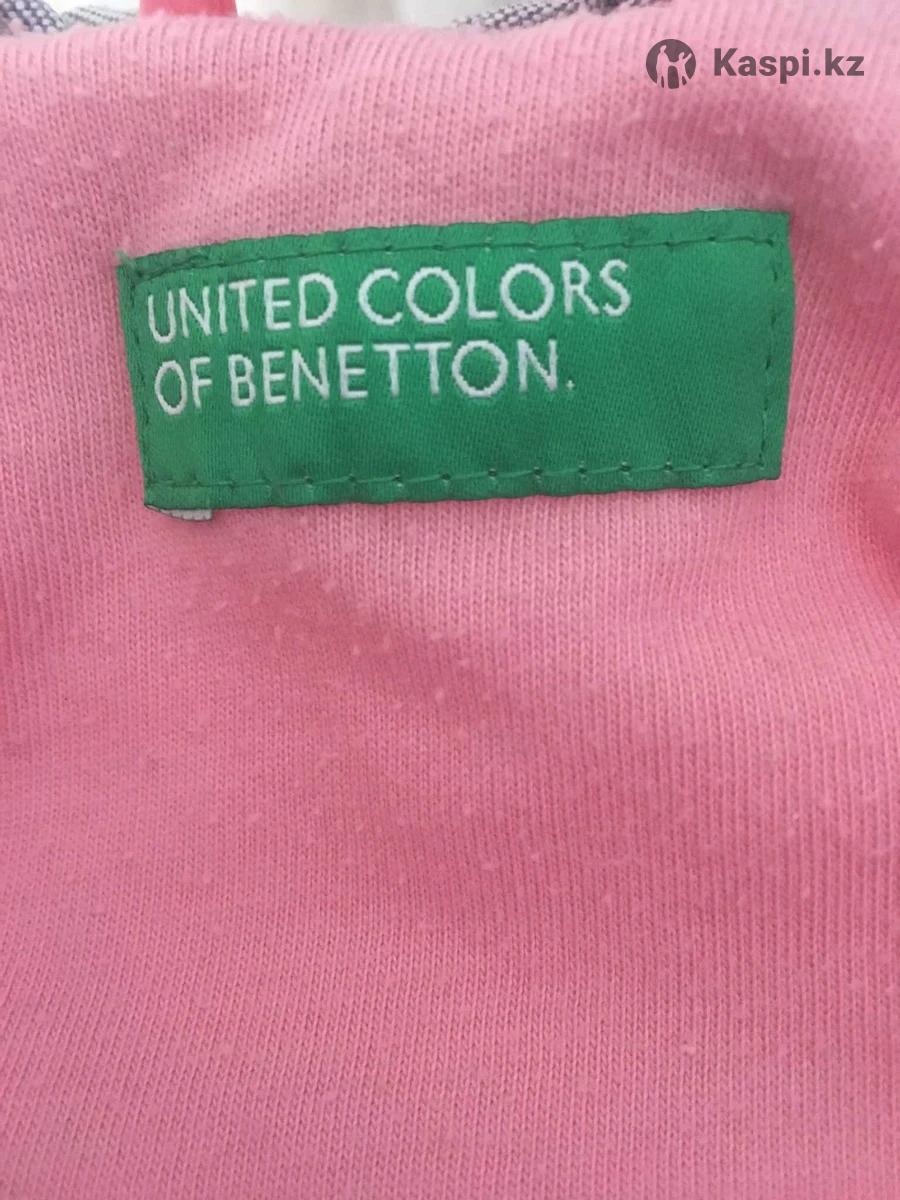 Kaspi.kz
UNITED COLORS
OF BENETTON.